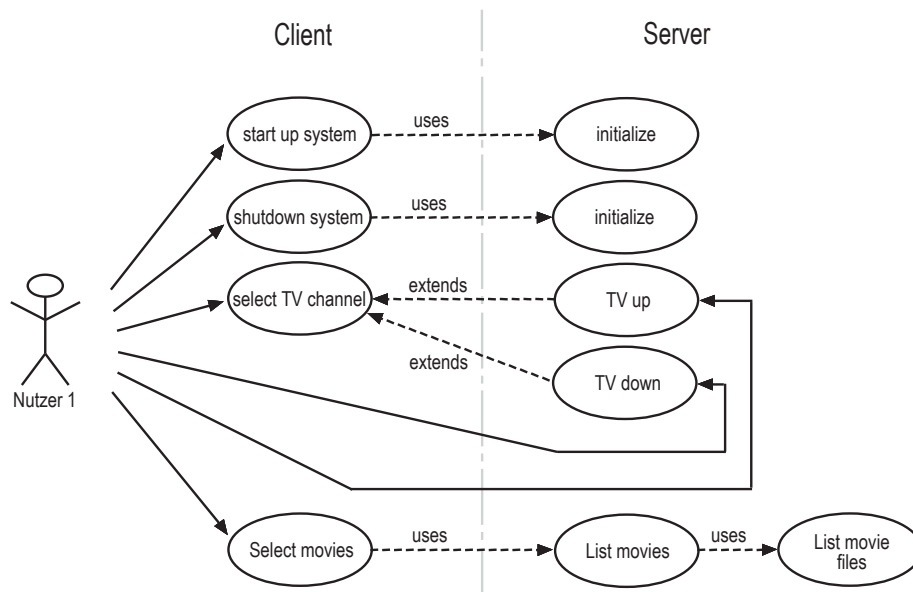 Client
Server
start up system
uses
initialize
shutdown system
uses
initialize
select TV channel
extends
TV up
extends
TV down
Nutzer 1
Select movies
uses
List movies
uses
List movie
files